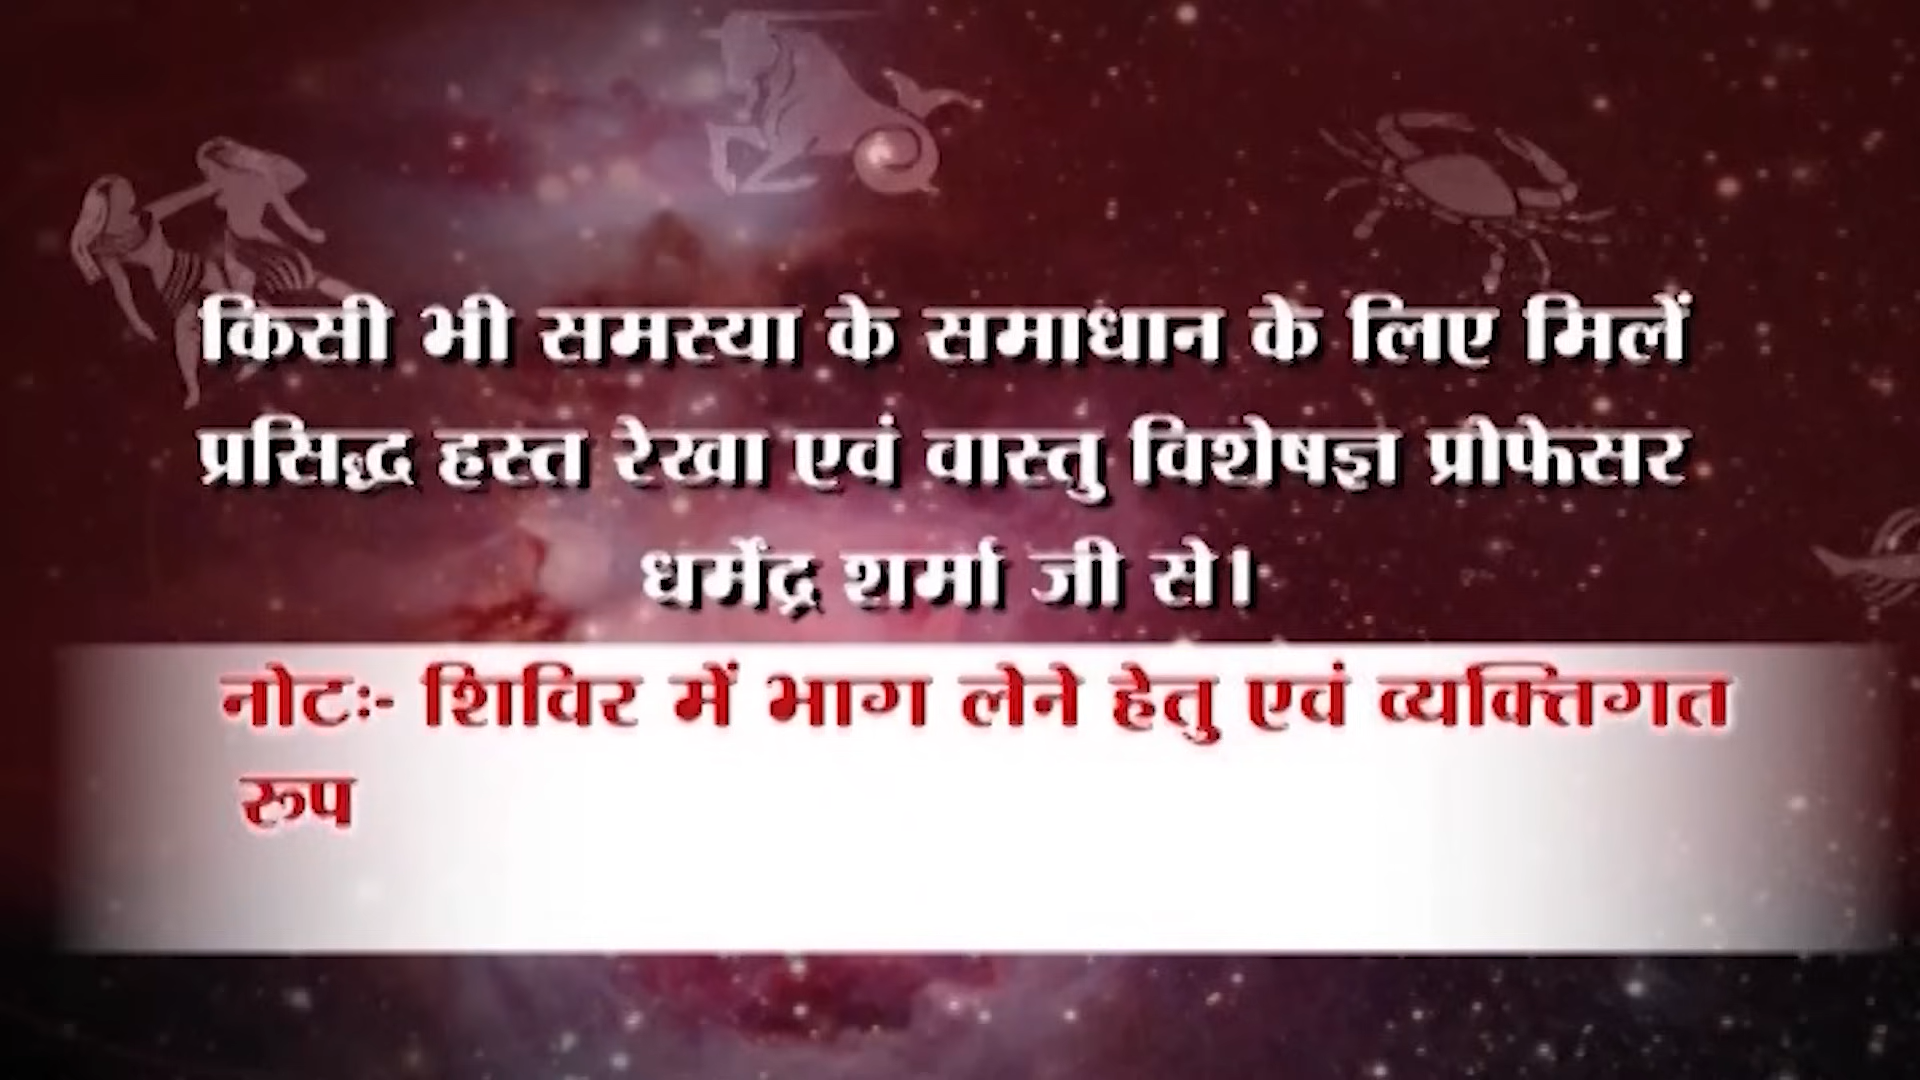 किसी भी समस्या के समाधान के लिए मिलें
प्रसिद्ध हस्त रेखा एवं वास्तु विशेषज्ञ प्रोफेसर
धर्मेंद्र शर्मा जी से।
नोटः- शिविर में भाग लेने हेतु एवं व्यक्तिगत
रूप